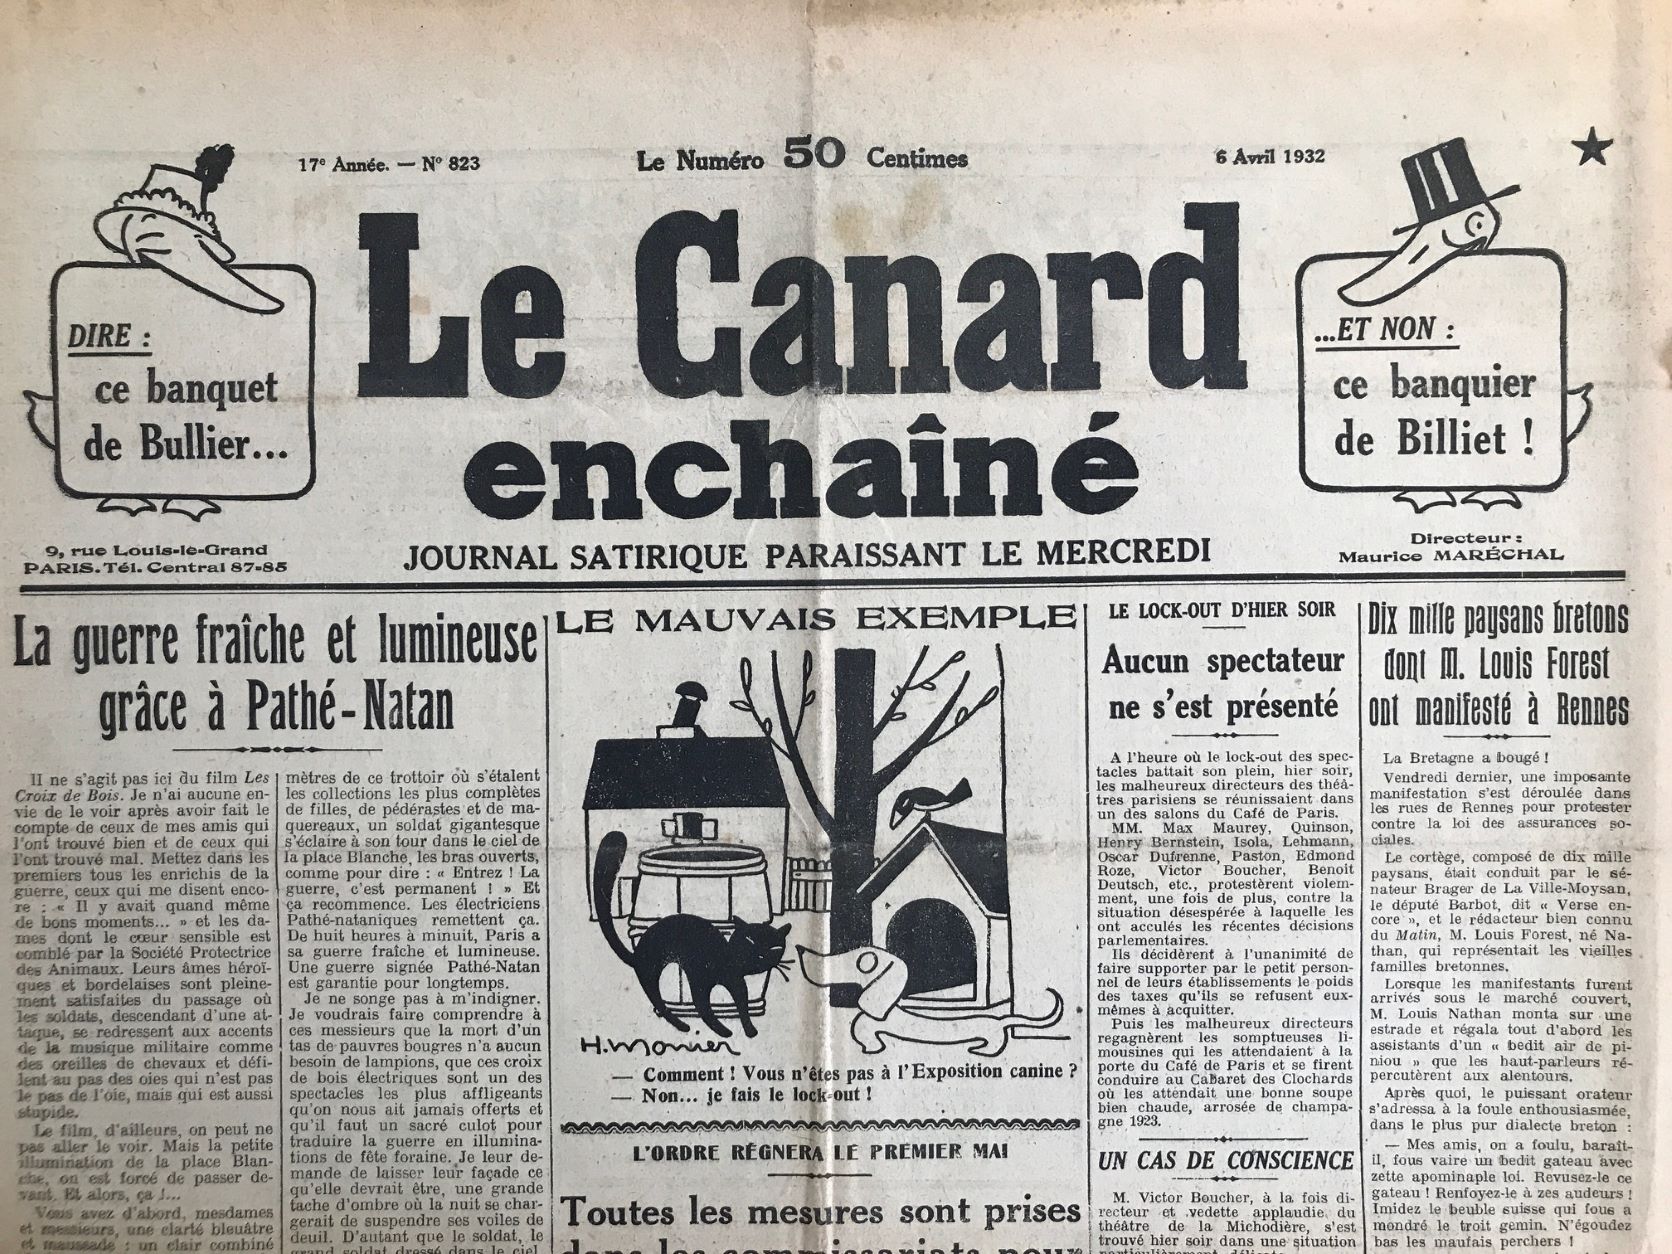 17e Année. — N° 823
Le Numéro 50 Centimes
6 Avril 1932
DIRE :
ce banquet
de Bullier...
Le Canard
enchaîné
...ET NON :
ce banquier
de Billiet !
9, rue Louis-le-Grand
PARIS. Tél. Central 87-85
JOURNAL SATIRIQUE PARAISSANT LE MERCREDI
Directeur :
Maurice MARÉCHAL
La guerre fraîche et lumineuse
grâce à Pathé-Natan
Il ne s'agit pas ici du film Les
Croix de Bois. Je n'ai aucune en-
vie de le voir après avoir fait le
compte de ceux de mes amis qui
l'ont trouvé bien et de ceux qui
l'ont trouvé mal. Mettez dans les
premiers tous les enrichis de la
guerre, ceux qui me disent enco-
re : « Il y avait quand même
de bons moments... » et les da-
mes dont le cœur sensible est
comblé par la Société Protectrice
des Animaux. Leurs âmes héroï-
ques et bordelaises sont pleine-
ment satisfaites du passage où
les soldats, descendant d'une at-
taque, se redressent aux accents
de la musique militaire comme
des oreilles de chevaux et défi-
lent au pas des oies qui n'est pas
le pas de l'oie, mais qui est aussi
stupide.
Le film, d'ailleurs, on peut ne
pas aller le voir. Mais la petite
illumination de la place Blan-
che, on est forcé de passer de-
vant. Et alors, ça !...
Vous avez d'abord, mesdames
et messieurs, une clarté bleuâtre
et maussade : un clair combiné
mètres de ce trottoir où s'étalent
les collections les plus complètes
de filles, de pédérastes et de ma-
quereaux, un soldat gigantesque
s'éclaire à son tour dans le ciel de
la place Blanche, les bras ouverts,
comme pour dire : « Entrez ! La
guerre, c'est permanent ! » Et
ça recommence. Les électriciens
Pathé-nataniques remettent ça.
De huit heures à minuit, Paris a
sa guerre fraîche et lumineuse.
Une guerre signée Pathé-Natan
est garantie pour longtemps.
Je ne songe pas à m'indigner.
Je voudrais faire comprendre à
ces messieurs que la mort d'un
tas de pauvres bougres n'a aucun
besoin de lampions, que ces croix
de bois électriques sont un des
spectacles les plus affligeants
qu'on nous ait jamais offerts et
qu'il faut un sacré culot pour
traduire la guerre en illumina-
tions de fête foraine. Je leur de-
mande de laisser leur façade ce
qu'elle devrait être, une grande
tache d'ombre où la nuit se char-
gerait de suspendre ses voiles de
deuil. D'autant que le soldat, le
grand soldat dressé dans le ciel
LE MAUVAIS EXEMPLE
H. Monier
— Comment ! Vous n'êtes pas à l'Exposition canine ?
— Non... je fais le lock-out !
L'ORDRE RÉGNERA LE PREMIER MAI
Toutes les mesures sont prises
dans les commissariats pour
LE LOCK-OUT D'HIER SOIR
Aucun spectateur
ne s'est présenté
A l'heure où le lock-out des spec-
tacles battait son plein, hier soir,
les malheureux directeurs des théâ-
tres parisiens se réunissaient dans
un des salons du Café de Paris.
MM. Max Maurey, Quinson,
Henry Bernstein, Isola, Lehmann,
Oscar Dufrenne, Paston, Edmond
Roze, Victor Boucher, Benoît
Deutsch, etc., protestèrent violem-
ment, une fois de plus, contre la
situation désespérée à laquelle les
ont acculés les récentes décisions
parlementaires.
Ils décidèrent à l'unanimité de
faire supporter par le petit person-
nel de leurs établissements le poids
des taxes qu'ils se refusent eux-
mêmes à acquitter.
Puis les malheureux directeurs
regagnèrent les somptueuses li-
mousines qui les attendaient à la
porte du Café de Paris et se firent
conduire au Cabaret des Clochards
où les attendait une bonne soupe
bien chaude, arrosée de champa-
gne 1923.
UN CAS DE CONSCIENCE
M. Victor Boucher, à la fois di-
recteur et vedette applaudie du
théâtre de la Michodière, s'est
trouvé hier soir dans une situation
particulièrement délicate.
Dix mille paysans bretons
dont M. Louis Forest
ont manifesté à Rennes
La Bretagne a bougé !
Vendredi dernier, une imposante
manifestation s'est déroulée dans
les rues de Rennes pour protester
contre la loi des assurances so-
ciales.
Le cortège, composé de dix mille
paysans, était conduit par le sé-
nateur Brager de La Ville-Moysan,
le député Barbot, dit « Verse en-
core », et le rédacteur bien connu
du Matin, M. Louis Forest, né Na-
than, qui représentait les vieilles
familles bretonnes.
Lorsque les manifestants furent
arrivés sous le marché couvert,
M. Louis Nathan monta sur une
estrade et régala tout d'abord les
assistants d'un « bedit air de pi-
niou » que les haut-parleurs ré-
percutèrent aux alentours.
Après quoi, le puissant orateur
s'adressa à la foule enthousiasmée,
dans le plus pur dialecte breton :
— Mes amis, on a foulu, baraît-
il, fous vaire un bedit gateau avec
zette apominaple loi. Revusez-le ce
gateau ! Renfoyez-le à zes audeurs !
Imidez le beuble suisse qui fous a
mondré le troit gemin. N'égoudez
bas les maufais perchers !